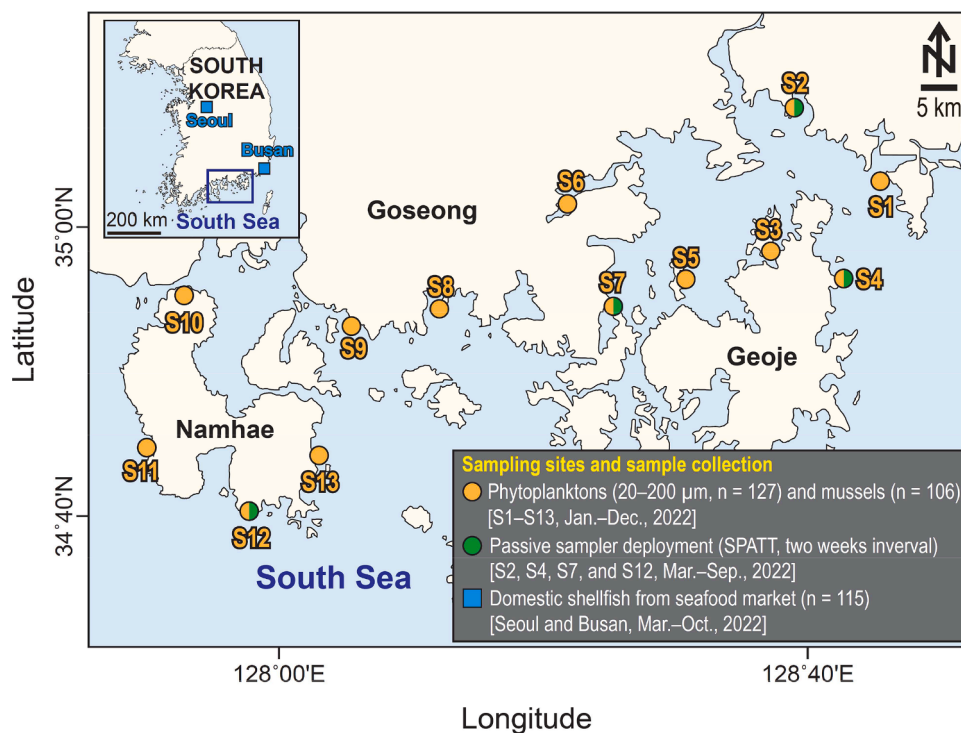 SOUTH
KOREA
Seoul
Busan
200 km
South Sea
N
5 km
S2
S6
S1
Goseong
S3
S5
S4
S7
S8
S10
S9
Geoje
Namhae
S11
S13
S12
South Sea
35°00'N
34°40'N
Latitude
128°00'E
128°40'E
Longitude
Sampling sites and sample collection
Phytoplanktons (20–200 µm, n = 127) and mussels (n = 106)
[S1–S13, Jan.–Dec., 2022]
Passive sampler deployment (SPATT, two weeks inverval)
[S2, S4, S7, and S12, Mar.–Sep., 2022]
Domestic shellfish from seafood market (n = 115)
[Seoul and Busan, Mar.–Oct., 2022]